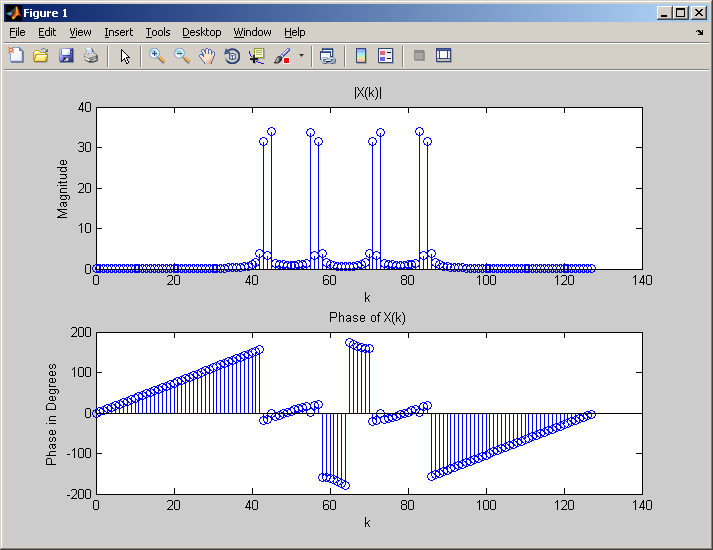 Figure 1
File Edit View Insert Tools Desktop Window Help
|X(k)|
40
30
20
10
0
Magnitude
0 20 40 60 80 100 120 140
k
Phase of X(k)
200
100
0
-100
-200
Phase in Degrees
0 20 40 60 80 100 120 140
k